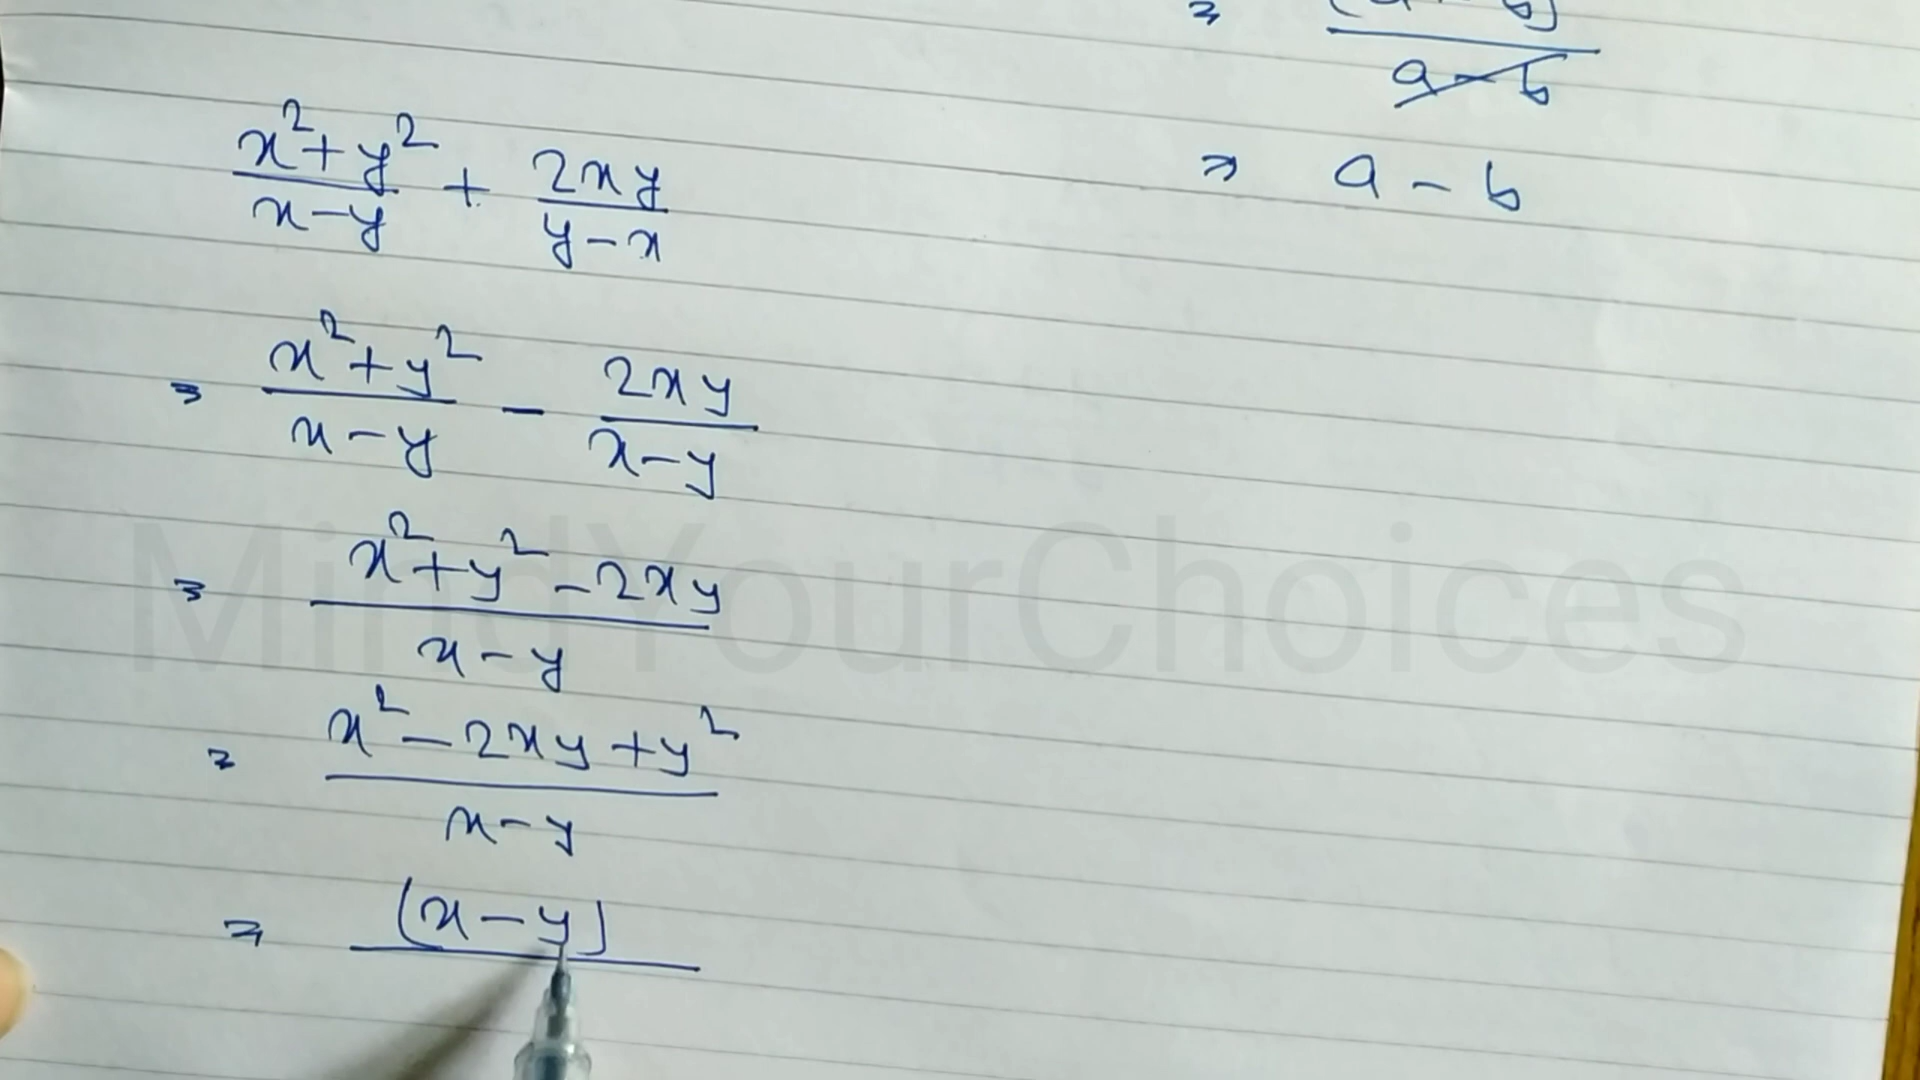 x²+y²/x-y + 2xy/y-x
= x²+y²/x-y - 2xy/x-y
= x²+y²-2xy/x-y
= x²-2xy+y²/x-y
= (x-y)
a-b
= a-b
MindYourChoices